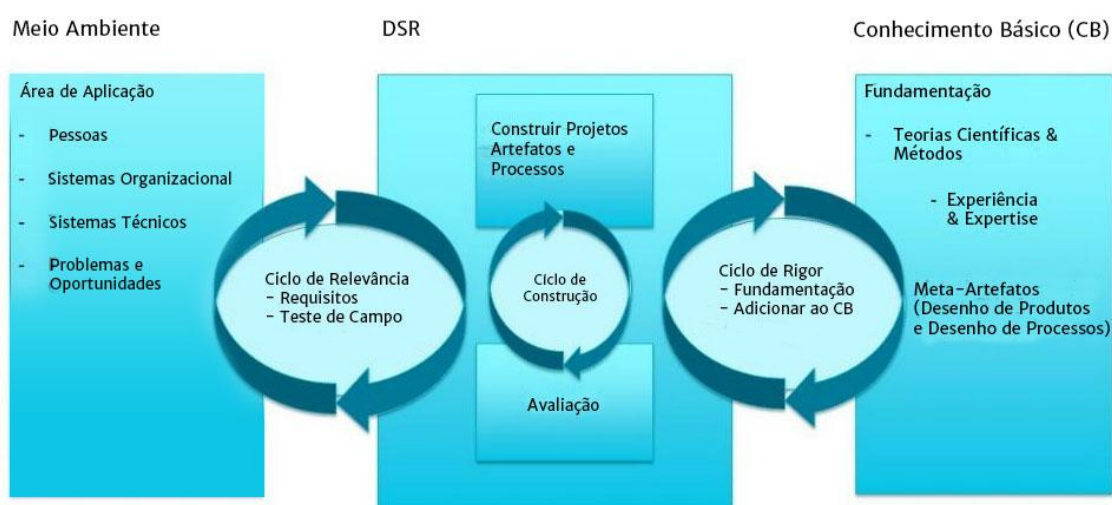 Meio Ambiente
DSR
Conhecimento Básico (CB)
Área de Aplicação
- Pessoas
- Sistemas Organizacional
- Sistemas Técnicos
- Problemas e
Oportunidades
Ciclo de Relevância
- Requisitos
- Teste de Campo
Construir Projetos
Artefatos e
Processos
Ciclo de
Construção
Avaliação
Ciclo de Rigor
- Fundamentação
- Adicionar ao CB
Fundamentação
- Teorias Científicas &
Métodos
- Experiência
& Expertise
Meta-Artefatos
(Desenho de Produtos
e Desenho de Processos)